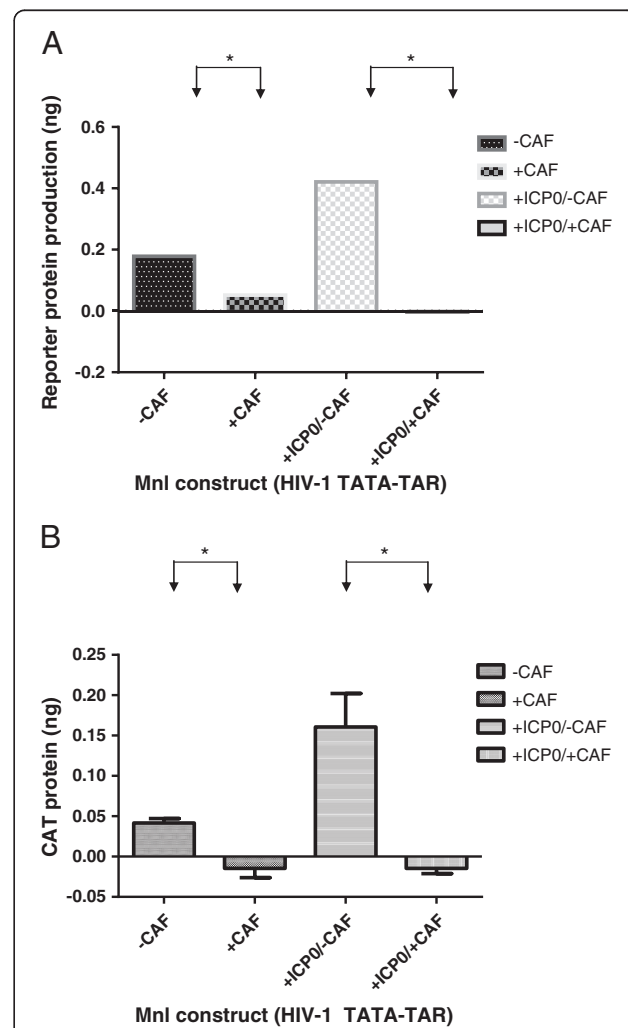 A
*
*
Reporter protein production (ng)
0.6
0.4
0.2
0.0
-0.2
-CAF
+CAF
+ICP0/-CAF
+ICP0/+CAF
-CAF
+CAF
+ICP0/-CAF
+ICP0/+CAF
MnI construct (HIV-1 TATA-TAR)
B
*
*
CAT protein (ng)
0.25
0.20
0.15
0.10
0.05
0.00
-0.05
-CAF
+CAF
+ICP0/-CAF
+ICP0/+CAF
-CAF
+CAF
+ICP0/-CAF
+ICP0/+CAF
MnI construct (HIV-1 TATA-TAR)